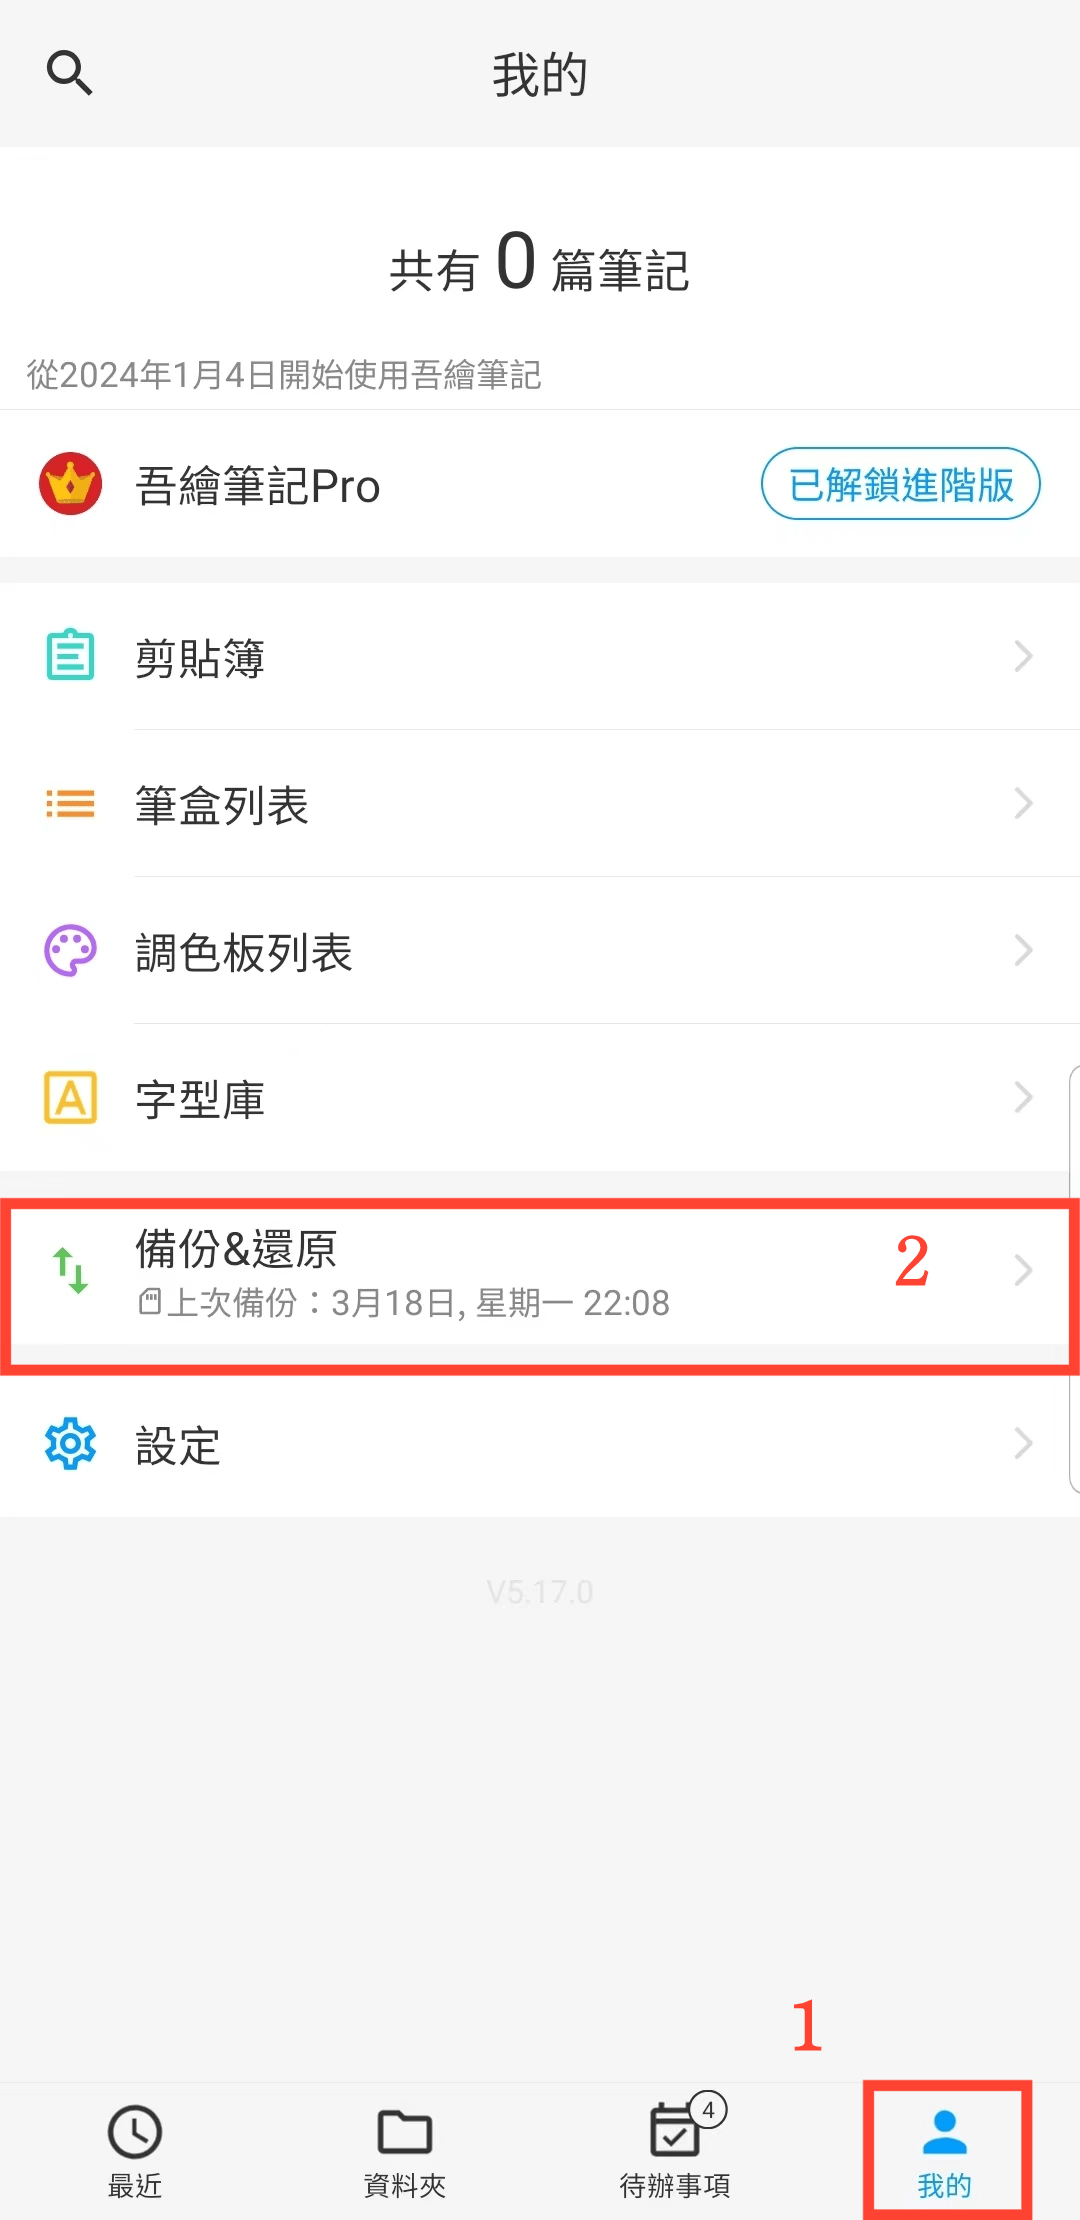 我的
共有 0 篇筆記
從2024年1月4日開始使用吾繪筆記
吾繪筆記Pro 已解鎖進階版
剪貼簿
筆盒列表
調色板列表
字型庫
備份&還原
上次備份：3月18日, 星期一 22:08
2
設定
V5.17.0
1
4
最近 資料夾 待辦事項 我的